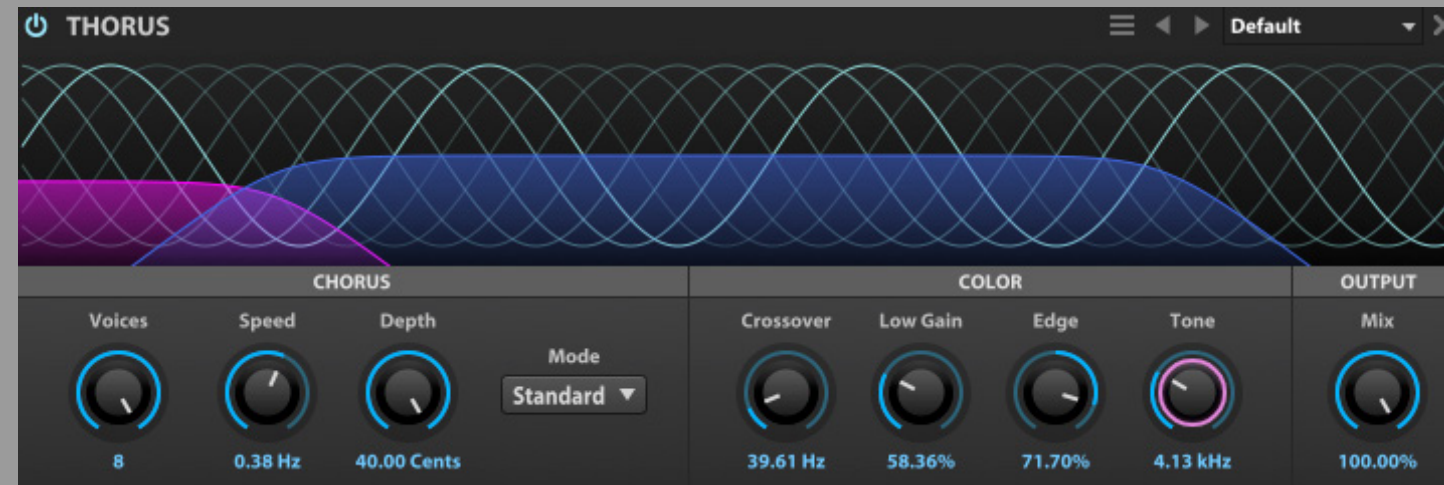 THORUS
Default
CHORUS
COLOR
OUTPUT
Voices
Speed
Depth
Mode
Standard
Crossover
Low Gain
Edge
Tone
Mix
8
0.38 Hz
40.00 Cents
39.61 Hz
58.36%
71.70%
4.13 kHz
100.00%